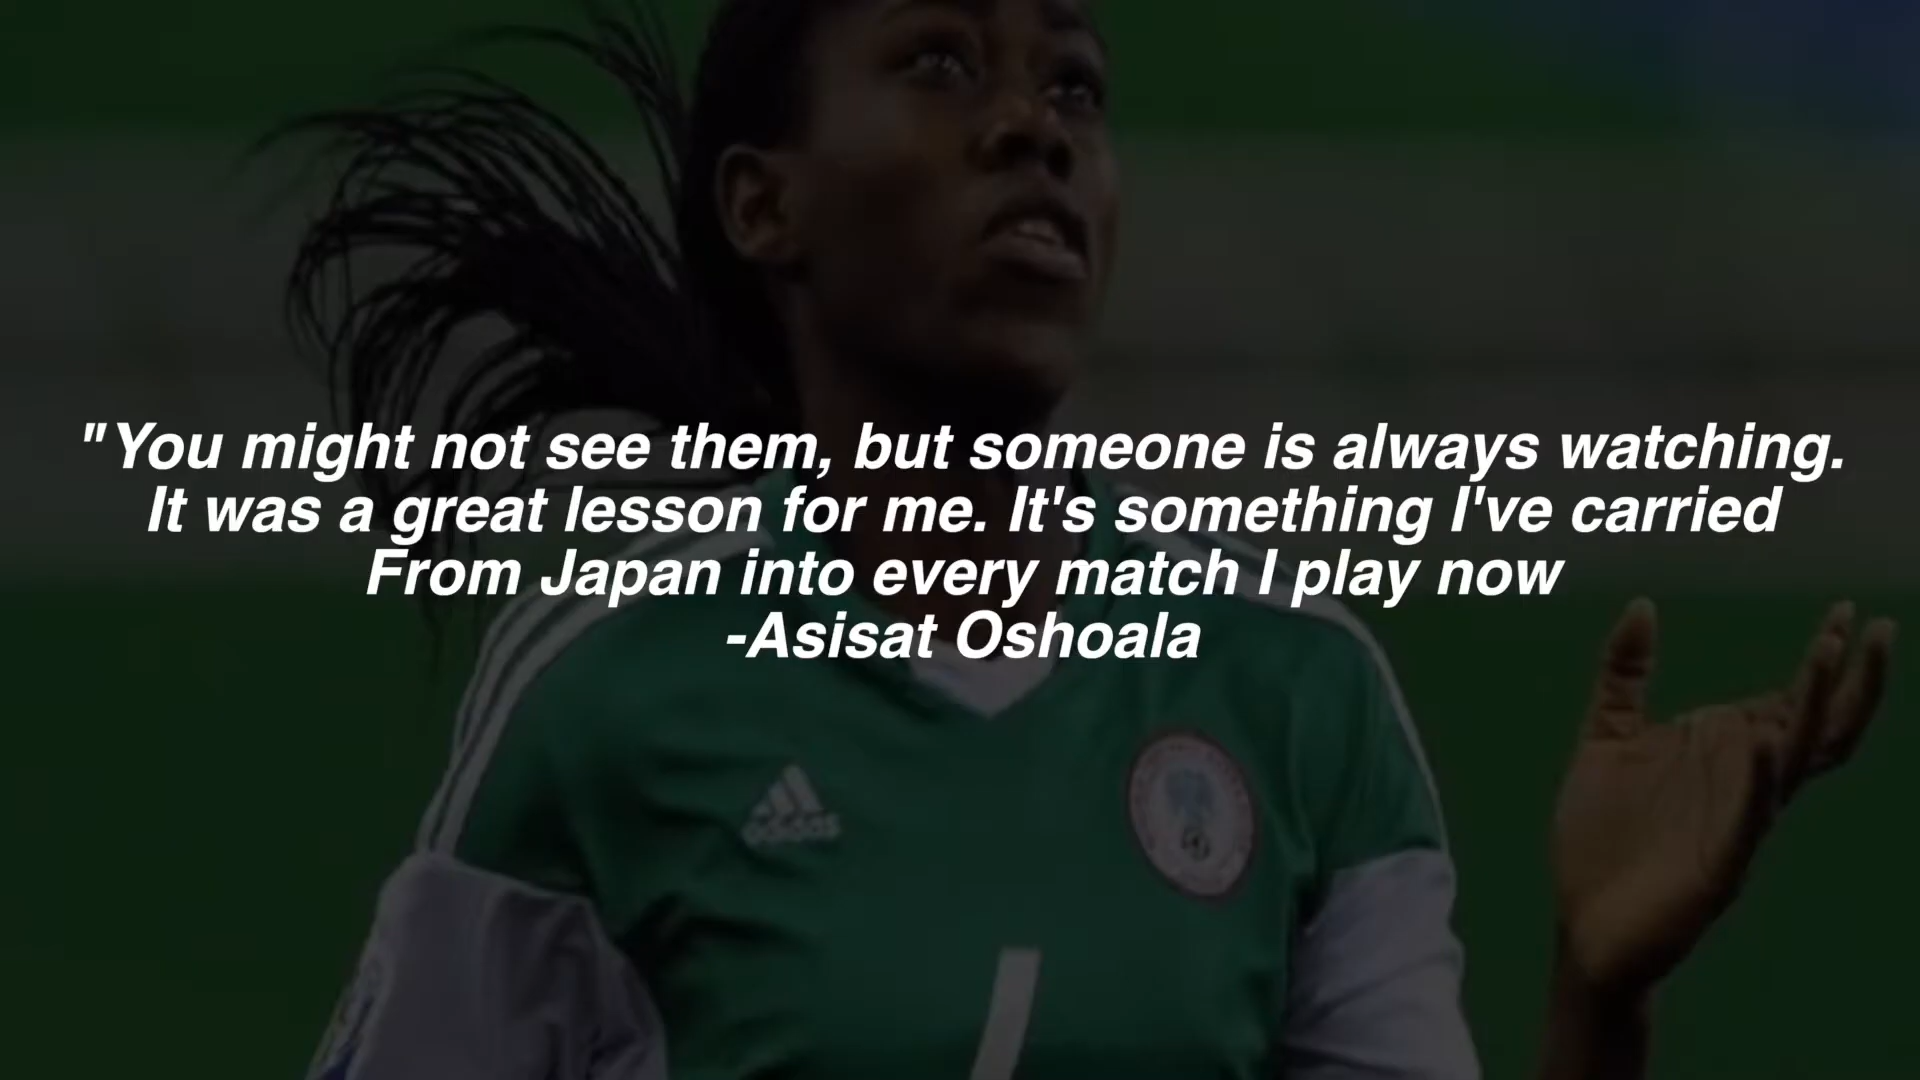 "You might not see them, but someone is always watching.
It was a great lesson for me. It's something I've carried
From Japan into every match I play now
-Asisat Oshoala
adidas